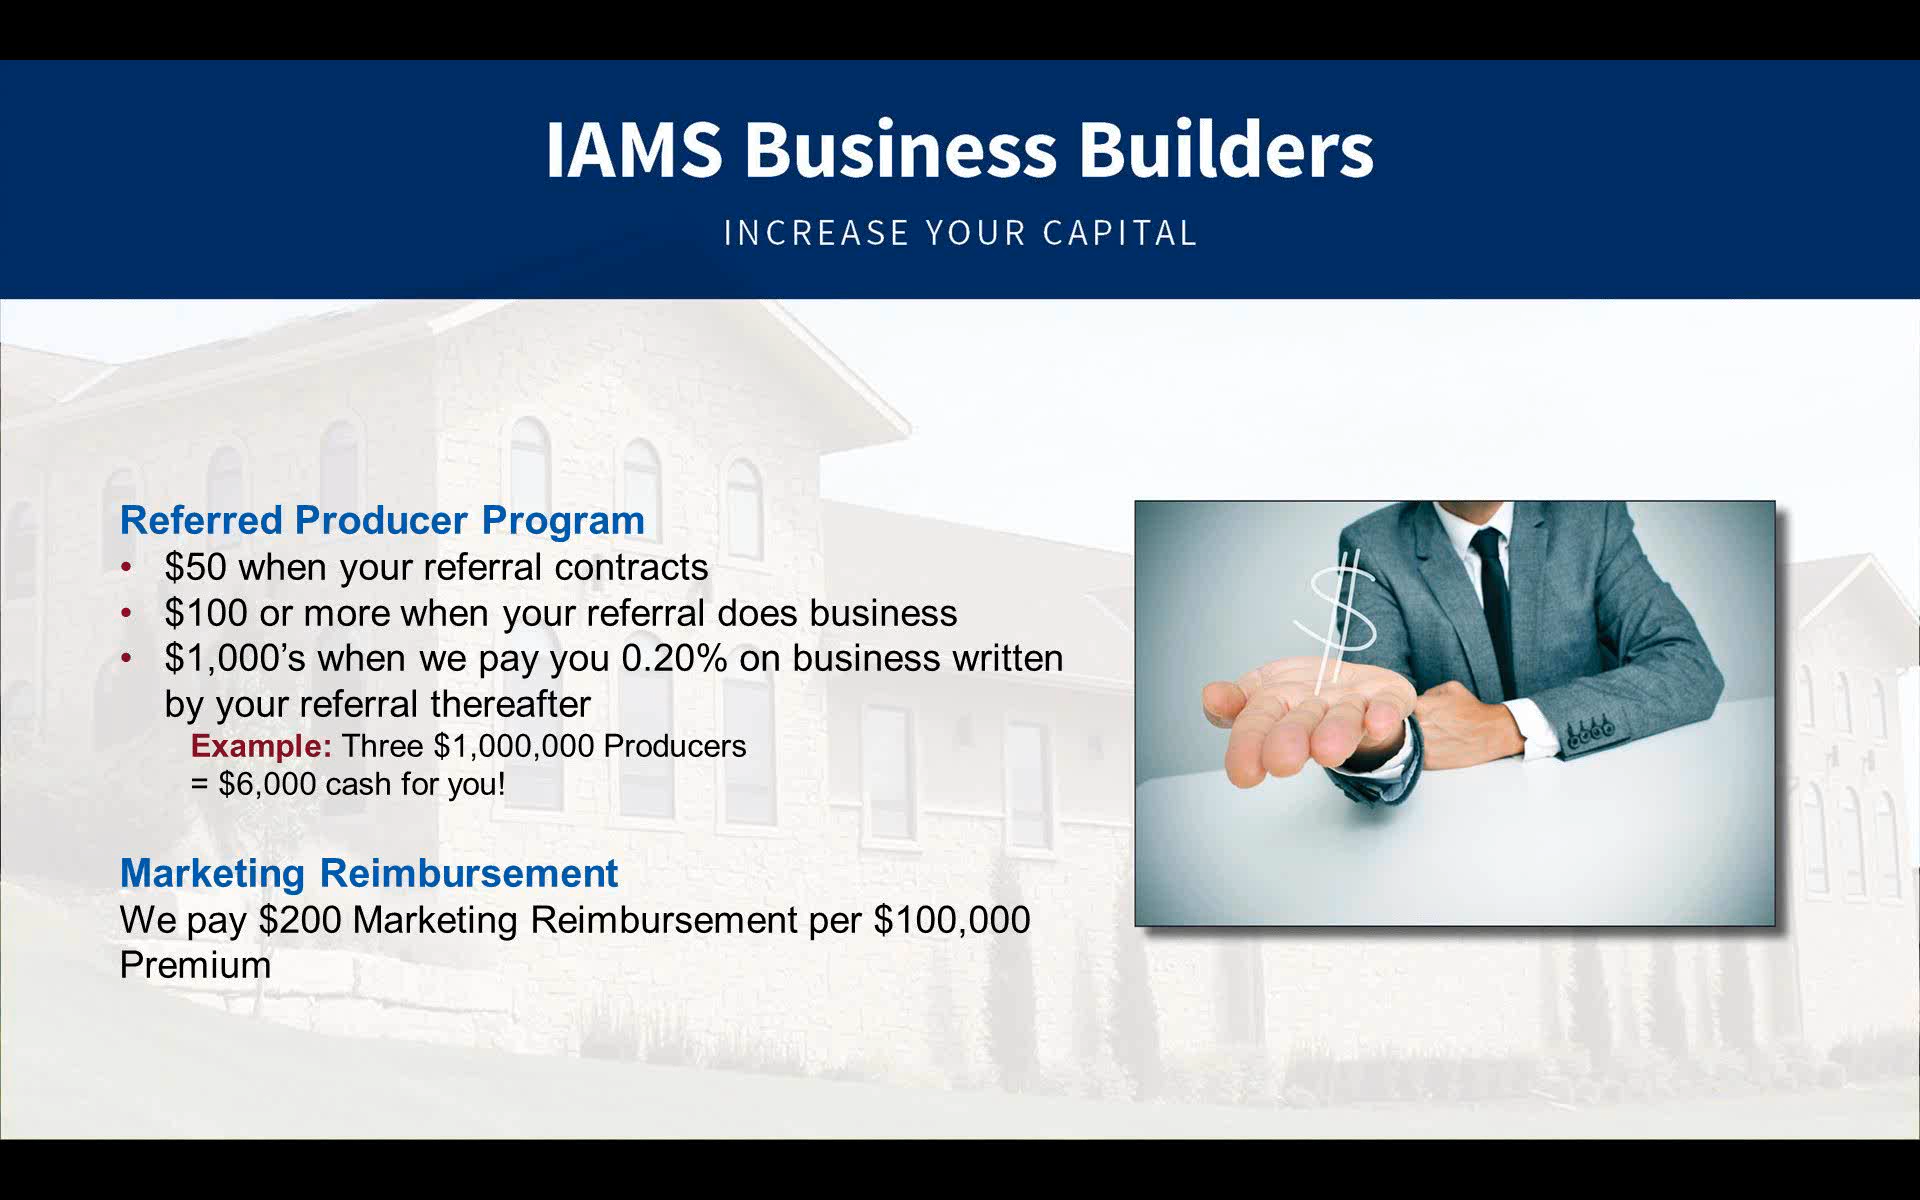 IAMS Business Builders
INCREASE YOUR CAPITAL
Referred Producer Program
• $50 when your referral contracts
• $100 or more when your referral does business
• $1,000’s when we pay you 0.20% on business written
by your referral thereafter
Example: Three $1,000,000 Producers
= $6,000 cash for you!
$
Marketing Reimbursement
We pay $200 Marketing Reimbursement per $100,000
Premium